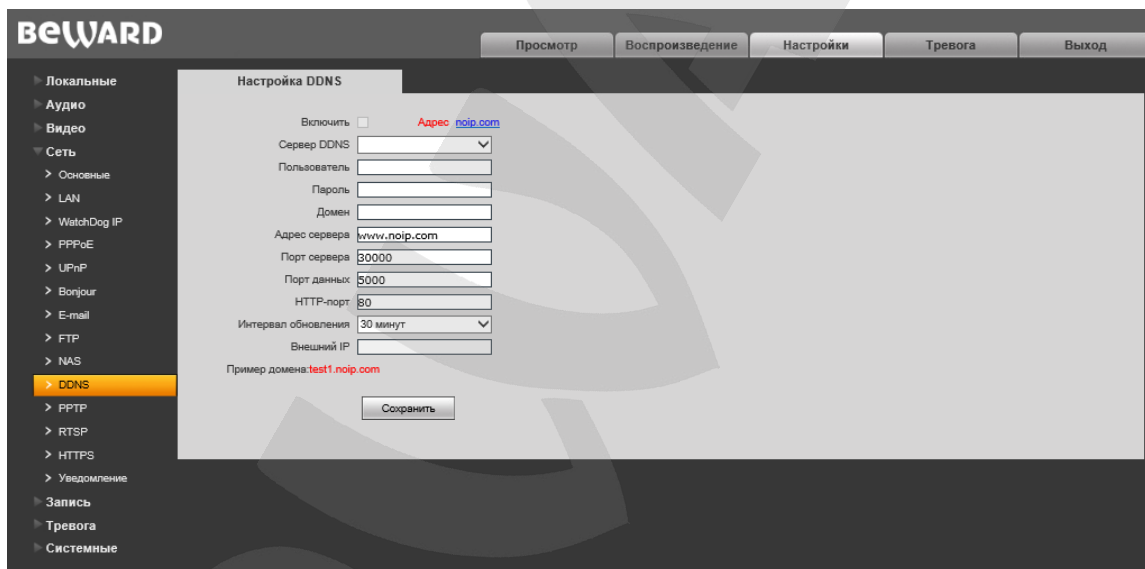 BEWARD
Просмотр Воспроизведение Настройки Тревога Выход
Локальные
Аудио
Видео
Сеть
Основные
LAN
WatchDog IP
PPPoE
UPnP
Bonjour
E-mail
FTP
NAS
DDNS
PPTP
RTSP
HTTPS
Уведомление
Запись
Тревога
Системные
Настройка DDNS
Включить Адрес noip.com
Сервер DDNS
Пользователь
Пароль
Домен
Адрес сервера www.noip.com
Порт сервера 30000
Порт данных 5000
HTTP-порт 80
Интервал обновления 30 минут
Внешний IP
Пример домена:test1.noip.com
Сохранить